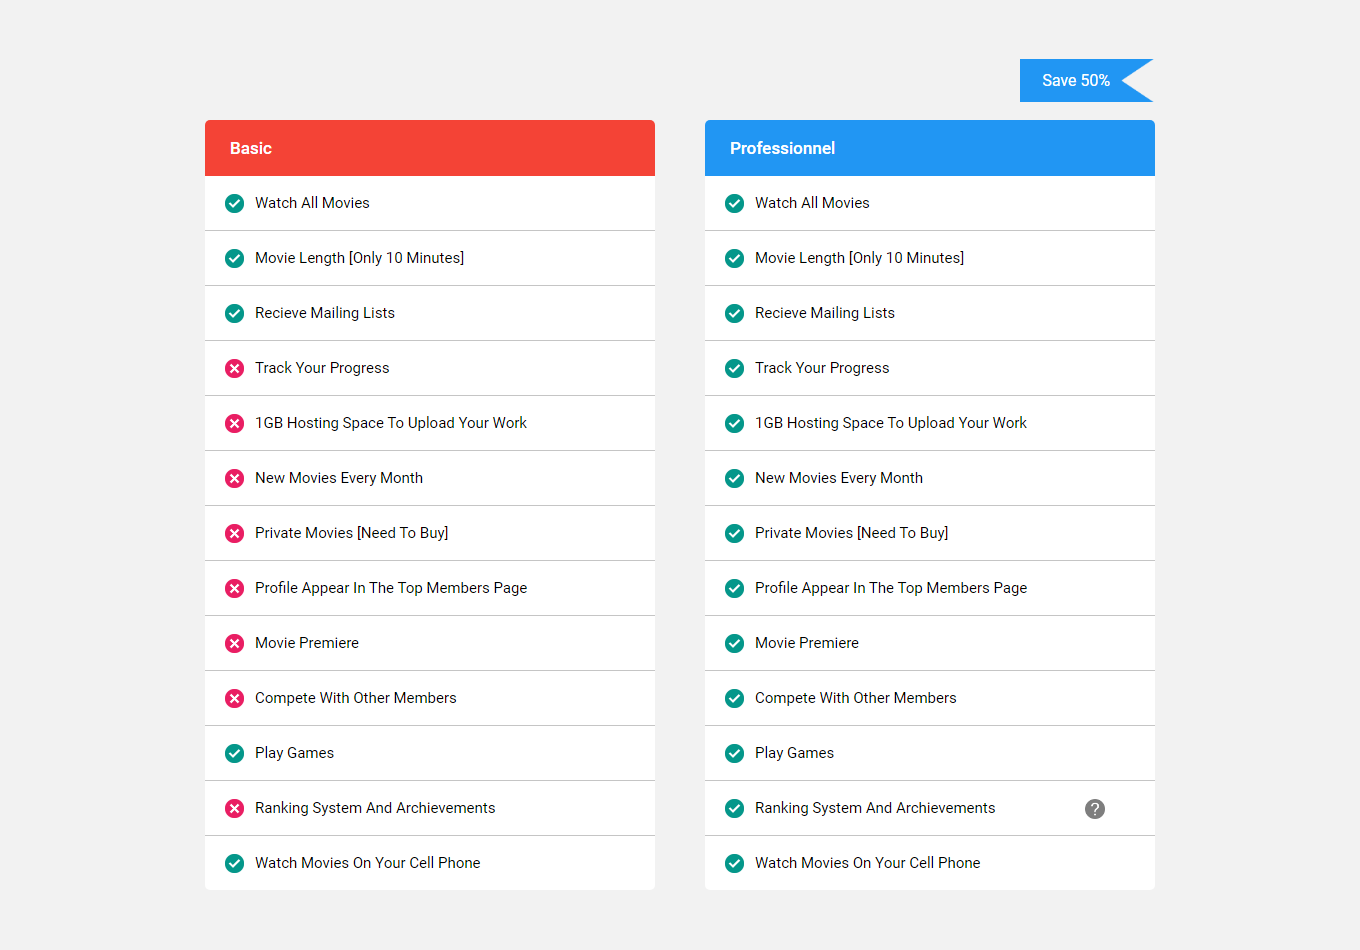 Save 50%
Basic
Watch All Movies
Movie Length [Only 10 Minutes]
Recieve Mailing Lists
Track Your Progress
1GB Hosting Space To Upload Your Work
New Movies Every Month
Private Movies [Need To Buy]
Profile Appear In The Top Members Page
Movie Premiere
Compete With Other Members
Play Games
Ranking System And Archievements
Watch Movies On Your Cell Phone
Professionnel
Watch All Movies
Movie Length [Only 10 Minutes]
Recieve Mailing Lists
Track Your Progress
1GB Hosting Space To Upload Your Work
New Movies Every Month
Private Movies [Need To Buy]
Profile Appear In The Top Members Page
Movie Premiere
Compete With Other Members
Play Games
Ranking System And Archievements ?
Watch Movies On Your Cell Phone